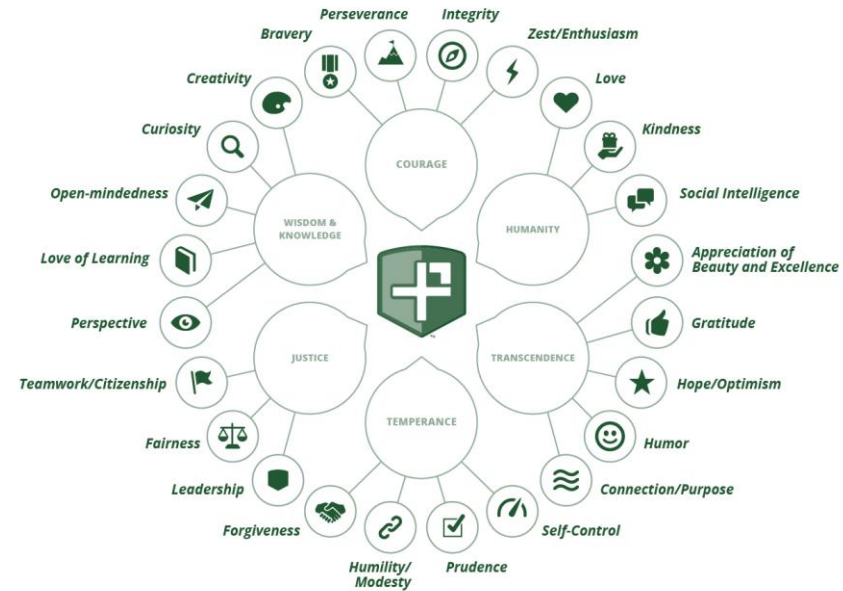 Perseverance
Integrity
Bravery
Zest/Enthusiasm
Creativity
Love
Curiosity
Kindness
COURAGE
Open-mindedness
Social Intelligence
WISDOM &
KNOWLEDGE
HUMANITY
Love of Learning
Appreciation of
Beauty and Excellence
Perspective
Gratitude
JUSTICE
TRANSCENDENCE
Teamwork/Citizenship
Hope/Optimism
TEMPERANCE
Fairness
Humor
Leadership
Connection/Purpose
Forgiveness
Self-Control
Humility/
Modesty
Prudence